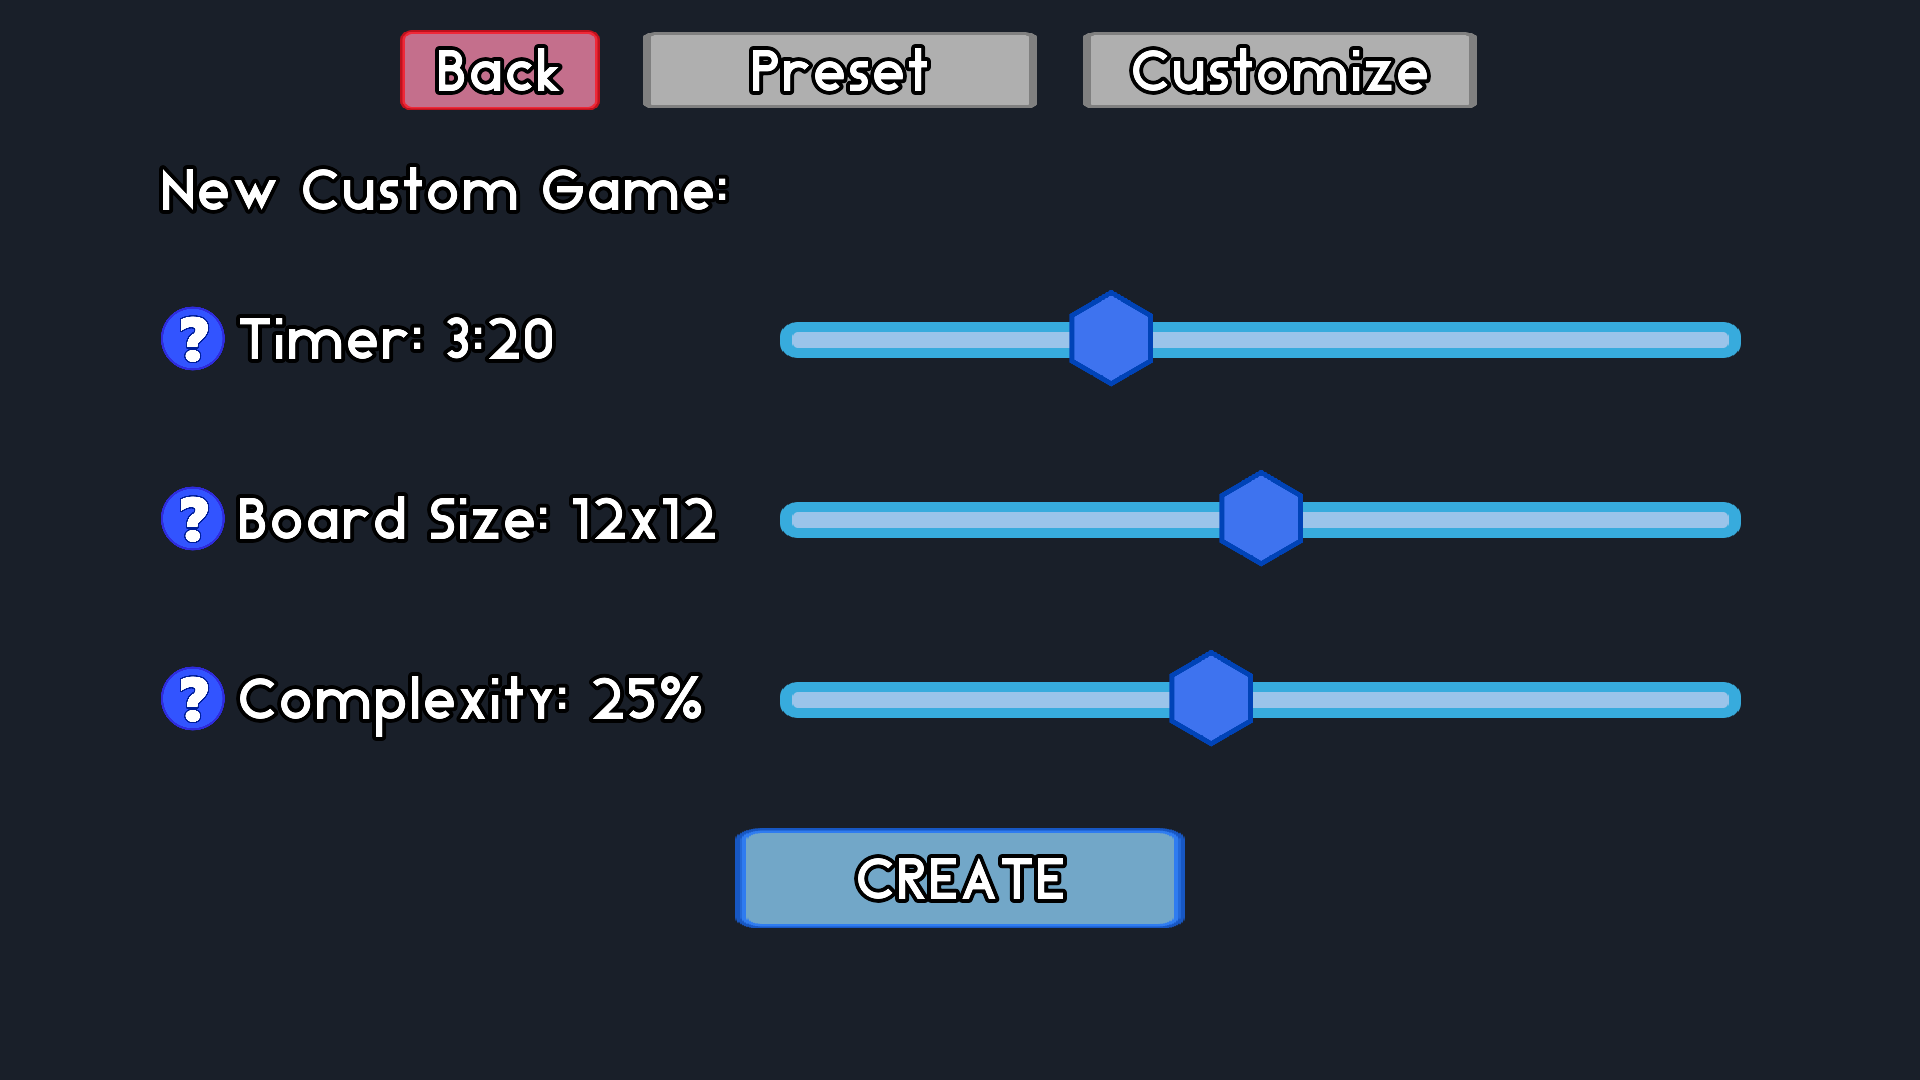 Back Preset Customize
New Custom Game:
? Timer: 3:20
? Board Size: 12x12
? Complexity: 25%
CREATE